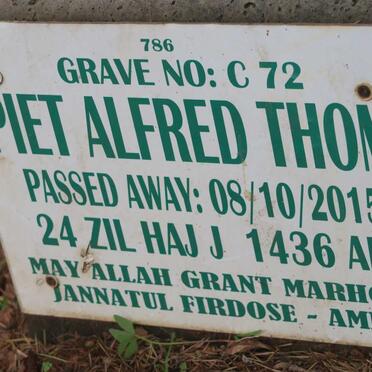 786
GRAVE NO: C 72
PIET ALFRED THOM
PASSED AWAY: 08/10/2015
24 ZIL HAJ J 1436 A
MAY ALLAH GRANT MARHO
JANNATUL FIRDOSE - AM